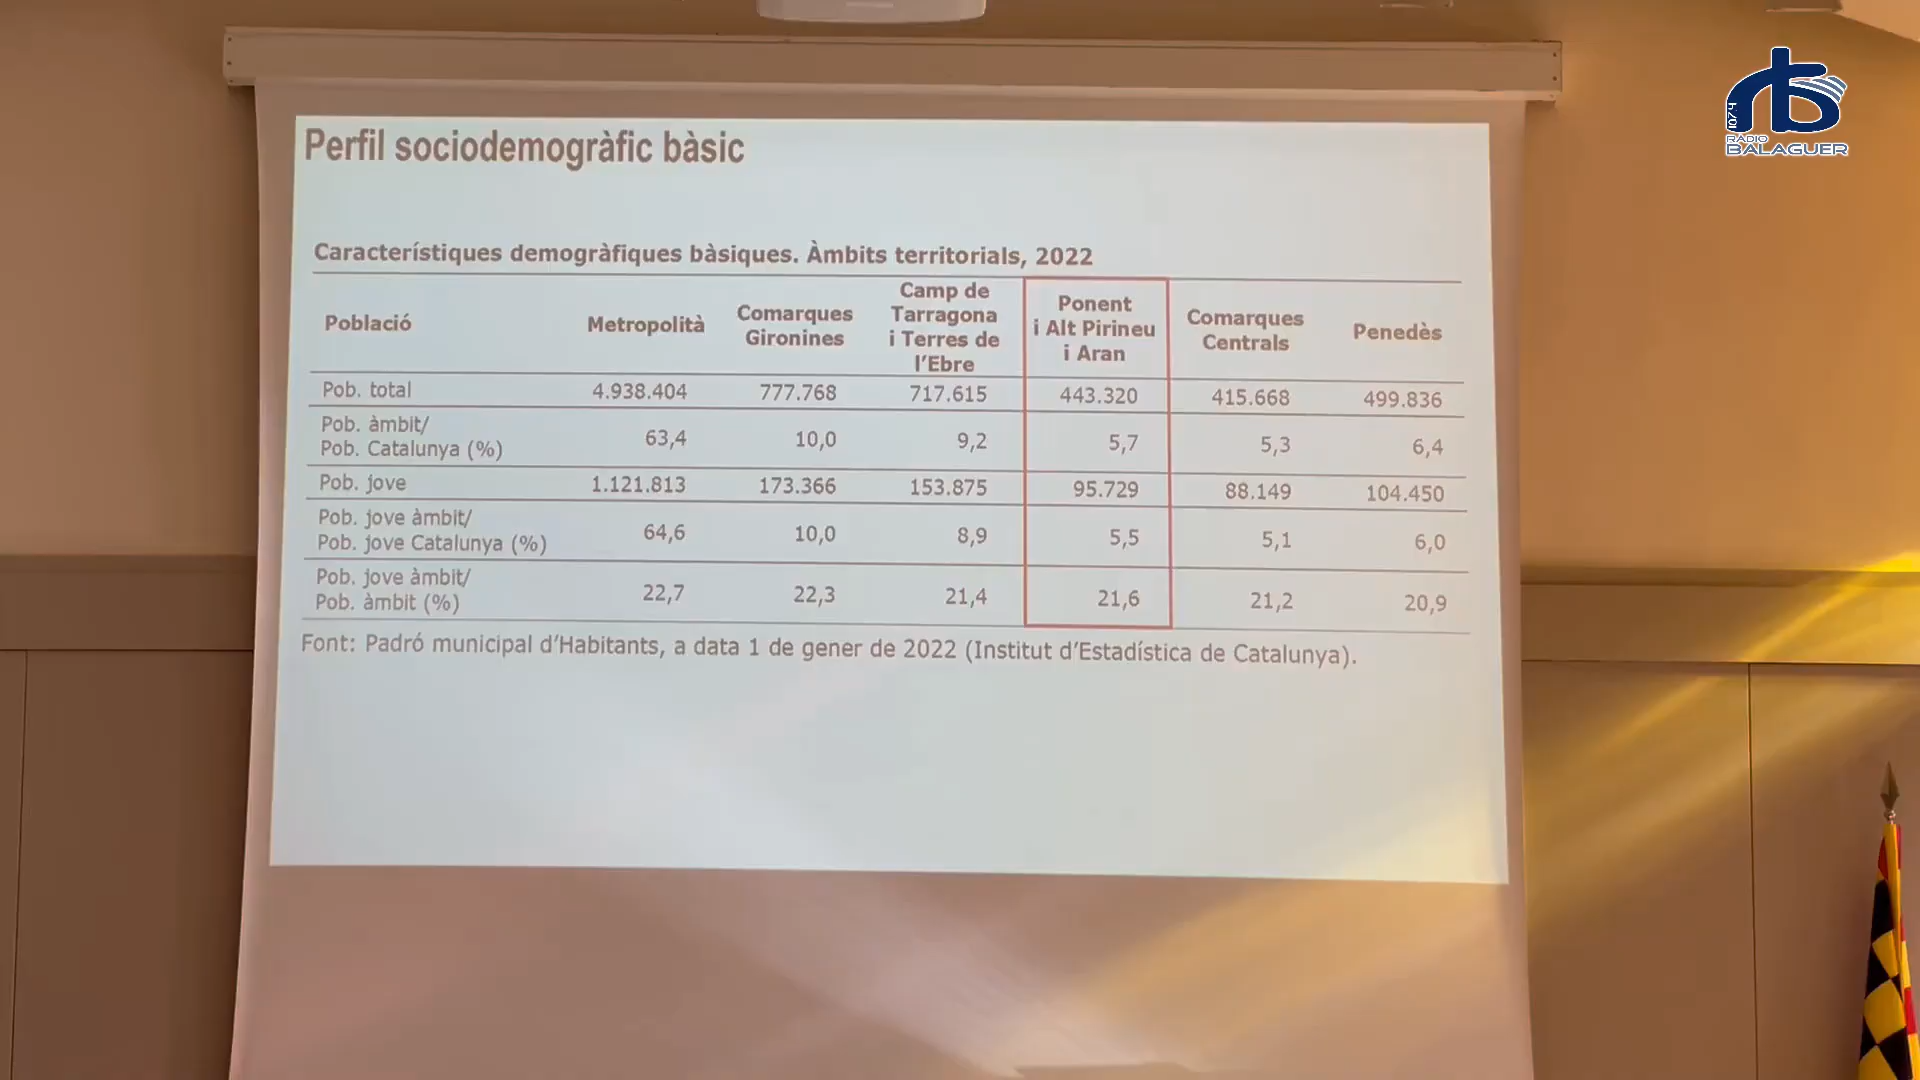 107.4
RÀDIO
BALAGUER
Perfil sociodemogràfic bàsic
Característiques demogràfiques bàsiques. Àmbits territorials, 2022
Població
Metropolità
Comarques
Gironines
Camp de
Tarragona
i Terres de
l'Ebre
Ponent
i Alt Pirineu
i Aran
Comarques
Centrals
Penedès
Pob. total 4.938.404 777.768 717.615 443.320 415.668 499.836
Pob. àmbit/
Pob. Catalunya (%) 63,4 10,0 9,2 5,7 5,3 6,4
Pob. jove 1.121.813 173.366 153.875 95.729 88.149 104.450
Pob. jove àmbit/
Pob. jove Catalunya (%) 64,6 10,0 8,9 5,5 5,1 6,0
Pob. jove àmbit/
Pob. àmbit (%) 22,7 22,3 21,4 21,6 21,2 20,9
Font: Padró municipal d'Habitants, a data 1 de gener de 2022 (Institut d'Estadística de Catalunya).